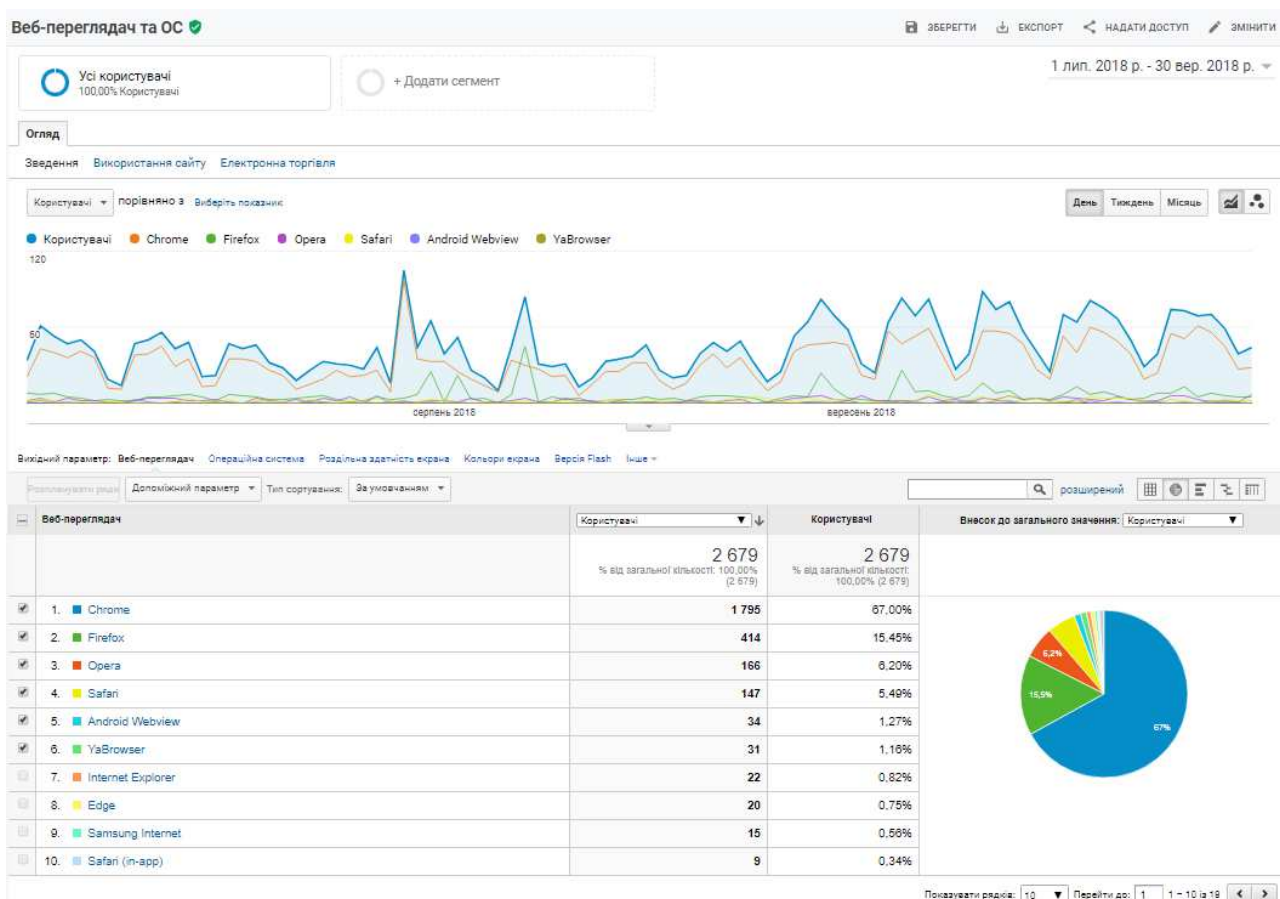 Веб-переглядач та ОС
ЗБЕРЕГТИ ЕКСПОРТ НАДАТИ ДОСТУП ЗМІНИТИ
Усі користувачі
100,00% Користувачі
+ Додати сегмент
1 лип. 2018 р. - 30 вер. 2018 р.
Огляд
Зведення Використання сайту Електронна торгівля
Користувачі порівняно з Виберіть показник
День Тиждень Місяць
Користувачі Chrome Firefox Opera Safari Android Webview YaBrowser
120
60
серпень 2018 вересень 2018
Вихідний параметр: Веб-переглядач Операційна система Роздільна здатність екрана Кольори екрана Версія Flash Інше
Допоміжний параметр Тип сортування: За умовчанням
розширений
Веб-переглядач Користувачі Користувачі Внесок до загального значення: Користувачі
2 679 2 679
% від загальної кількості: 100,00% % від загальної кількості:
(2 679) 100,00% (2 679)
1. Chrome 1 795 67,00%
2. Firefox 414 15,45%
3. Opera 166 6,20%
4. Safari 147 5,49%
5. Android Webview 34 1,27%
6. YaBrowser 31 1,16%
7. Internet Explorer 22 0,82%
8. Edge 20 0,75%
9. Samsung Internet 15 0,56%
10. Safari (in-app) 9 0,34%
6,2%
15,5%
67%
Показувати рядків: 10 Перейти до: 1 1 – 10 із 19